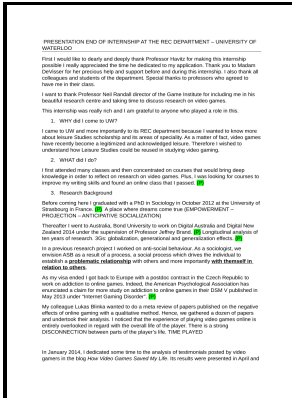 PRESENTATION END OF INTERNSHIP AT THE REC DEPARTMENT – UNIVERSITY OF
WATERLOO
First I would like to dearly and deeply thank Professor Havitz for making this internship
possible I really appreciated the time he dedicated to my application. Thank you to Madam
DeVisser for her precious help and support before and during this internship. I also thank all
colleagues and students of the department. Special thanks to professors who agreed to
have me in their class.
I want to thank Professor Neil Randall director of the Game Institute for including me in his
beautiful research centre and taking time to discuss research on video games.
This internship was really rich and I am grateful to anyone who played a role in this.
1. WHY did I come to UW?
I came to UW and more importantly to its REC department because I wanted to know more
about leisure Studies scholarship and its areas of speciality. As a matter of fact, video games
have recently become a legitimized and acknowledged leisure. Therefore I wished to
understand how Leisure Studies could be reused in studying video gaming.
2. WHAT did I do?
I first attended many classes and then concentrated on courses that would bring deep
knowledge in order to reflect on research on video games. Plus, I was looking for courses to
improve my writing skills and found an online class that I passed. (P)
3. Research Background
Before coming here I graduated with a PhD in Sociology in October 2012 at the University of
Strasbourg in France. (P) A place where dreams come true (EMPOWERMENT –
PROJECTION – ANTICIPATIVE SOCIALIZATION)
Thereafter I went to Australia, Bond University to work on Digital Australia and Digital New
Zealand 2014 under the supervision of Professor Jeffrey Brand. (P) Longitudinal analysis of
ten years of research. 3Gs: globalization, generational and generalization effects. (P)
In a previous research project I worked on anti-social behaviour. As a sociologist, we
envision ASB as a result of a process, a social process which drives the individual to
establish a problematic relationship with others and more importantly with themself in
relation to others.
As my visa ended I got back to Europe with a postdoc contract in the Czech Republic to
work on addiction to online games. Indeed, the American Psychological Association has
enunciated a claim for more study on addiction to online games in their DSM V published in
May 2013 under "Internet Gaming Disorder". (P)
My colleague Lukas Blinka wanted to do a meta review of papers published on the negative
effects of online gaming with a qualitative method. Hence, we gathered a dozen of papers
and undertook their analysis. I noticed that the experience of playing video games online is
entirely overlooked in regard with the overall life of the player. There is a strong
DISCONNECTION between parts of the player's life. TIME PLAYED
In January 2014, I dedicated some time to the analysis of testimonies posted by video
gamers in the blog How Video Games Saved My Life. Its results were presented in April and